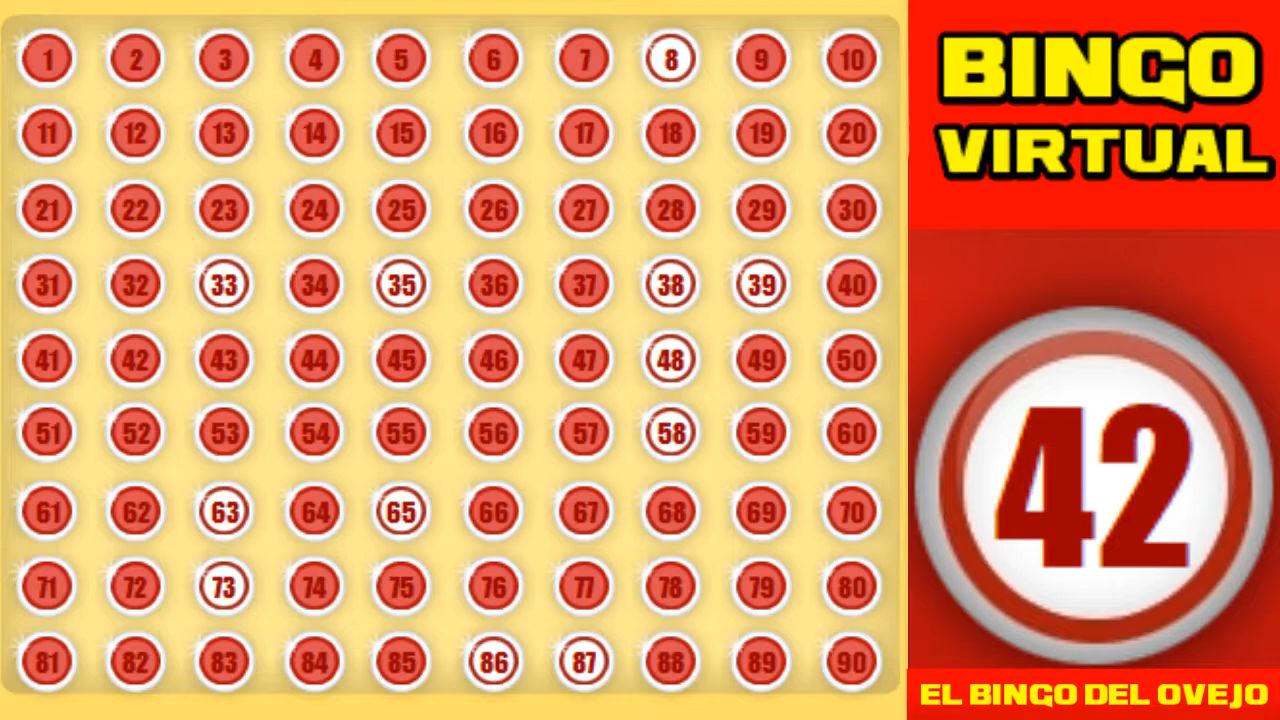 1 2 3 4 5 6 7 8 9 10
11 12 13 14 15 16 17 18 19 20
21 22 23 24 25 26 27 28 29 30
31 32 33 34 35 36 37 38 39 40
41 42 43 44 45 46 47 48 49 50
51 52 53 54 55 56 57 58 59 60
61 62 63 64 65 66 67 68 69 70
71 72 73 74 75 76 77 78 79 80
81 82 83 84 85 86 87 88 89 90
BINGO
VIRTUAL
42
EL BINGO DEL OVEJO